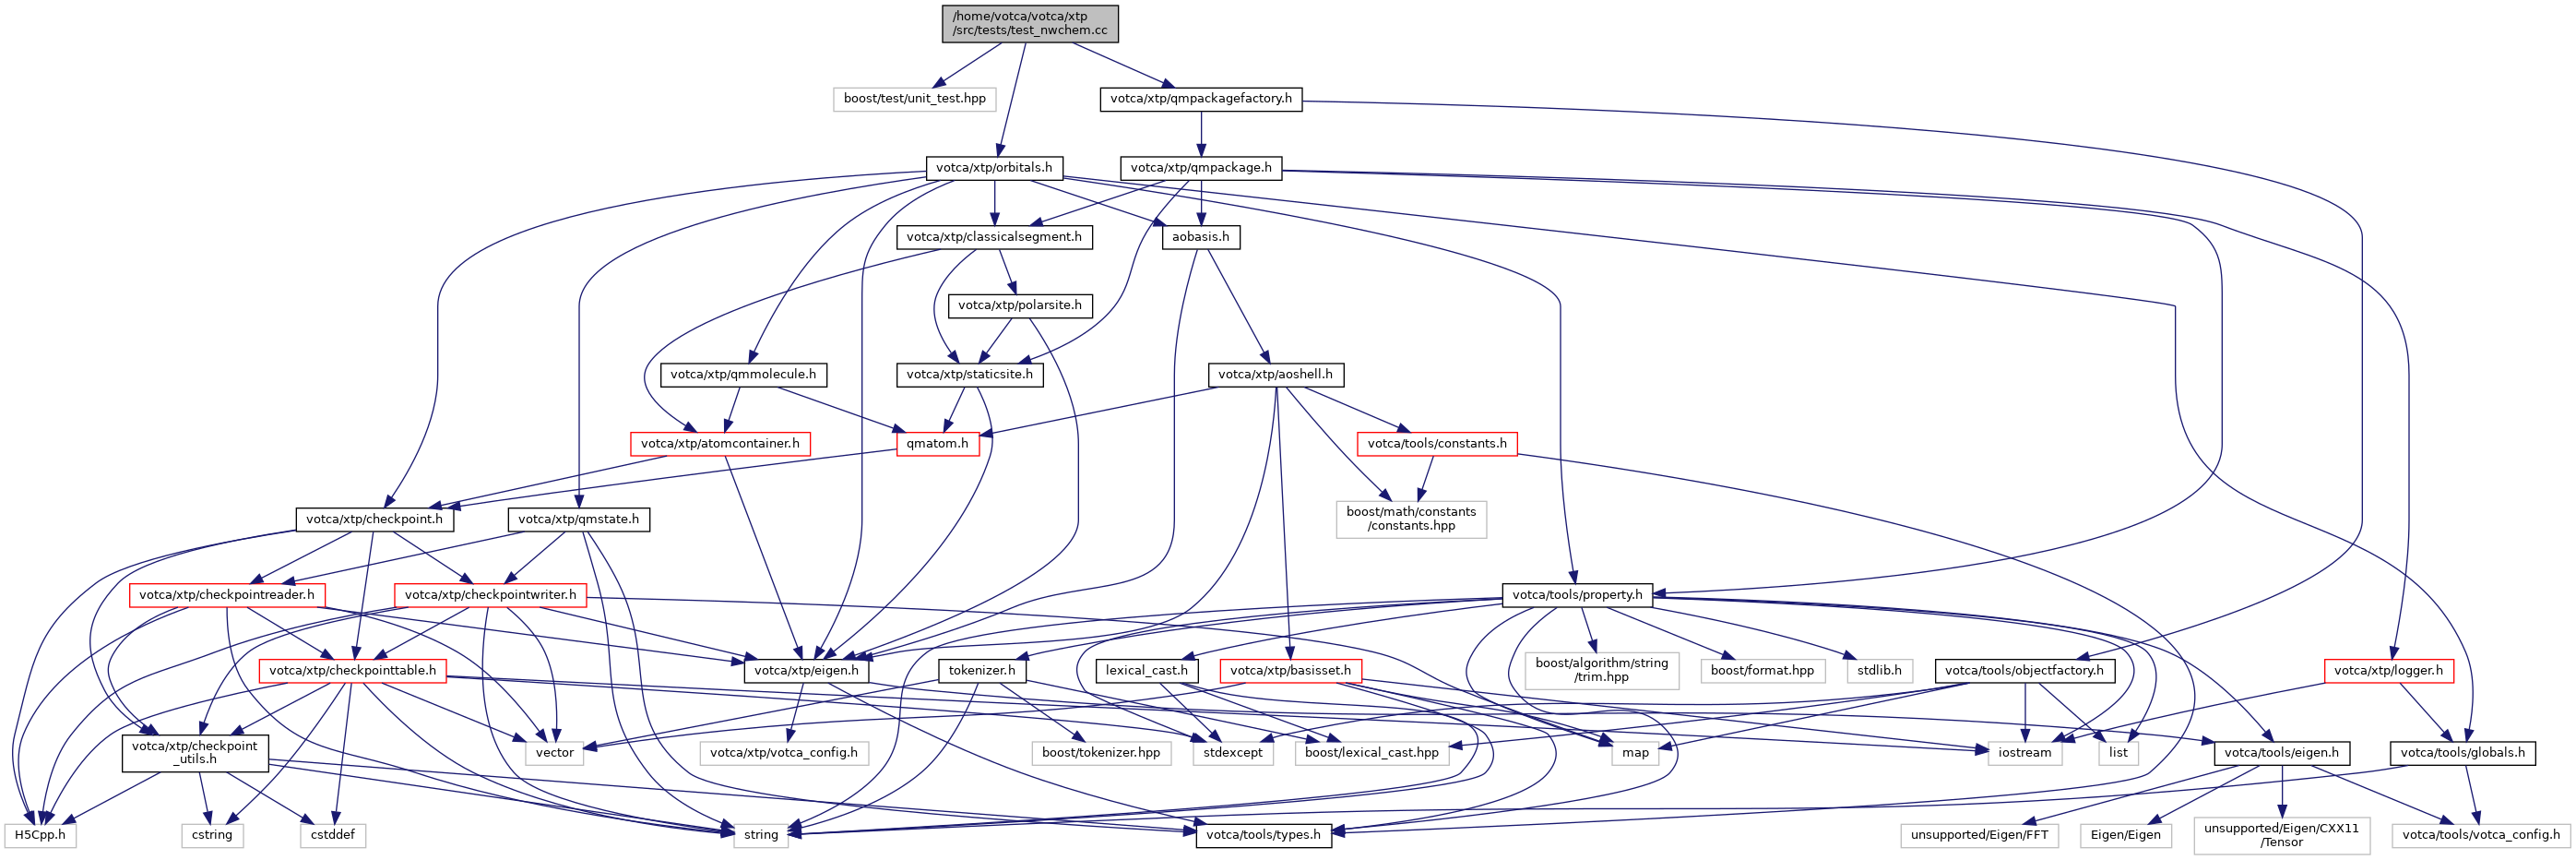 /home/votca/votca/xtp
/src/tests/test_nwchem.cc
boost/test/unit_test.hpp
votca/xtp/qmpackagefactory.h
votca/xtp/orbitals.h
votca/xtp/qmpackage.h
votca/xtp/classicalsegment.h
aobasis.h
votca/xtp/polarsite.h
votca/xtp/qmmolecule.h
votca/xtp/staticsite.h
votca/xtp/aoshell.h
votca/xtp/atomcontainer.h
qmatom.h
votca/tools/constants.h
votca/xtp/checkpoint.h
votca/xtp/qmstate.h
boost/math/constants
/constants.hpp
votca/xtp/checkpointreader.h
votca/xtp/checkpointwriter.h
votca/tools/property.h
votca/xtp/checkpointtable.h
votca/xtp/eigen.h
tokenizer.h
lexical_cast.h
votca/xtp/basisset.h
boost/algorithm/string
/trim.hpp
boost/format.hpp
stdlib.h
votca/tools/objectfactory.h
votca/xtp/logger.h
votca/xtp/checkpoint
_utils.h
vector
votca/xtp/votca_config.h
boost/tokenizer.hpp
stdexcept
boost/lexical_cast.hpp
map
iostream
list
votca/tools/eigen.h
votca/tools/globals.h
H5Cpp.h
cstring
cstddef
string
votca/tools/types.h
unsupported/Eigen/FFT
Eigen/Eigen
unsupported/Eigen/CXX11
/Tensor
votca/tools/votca_config.h